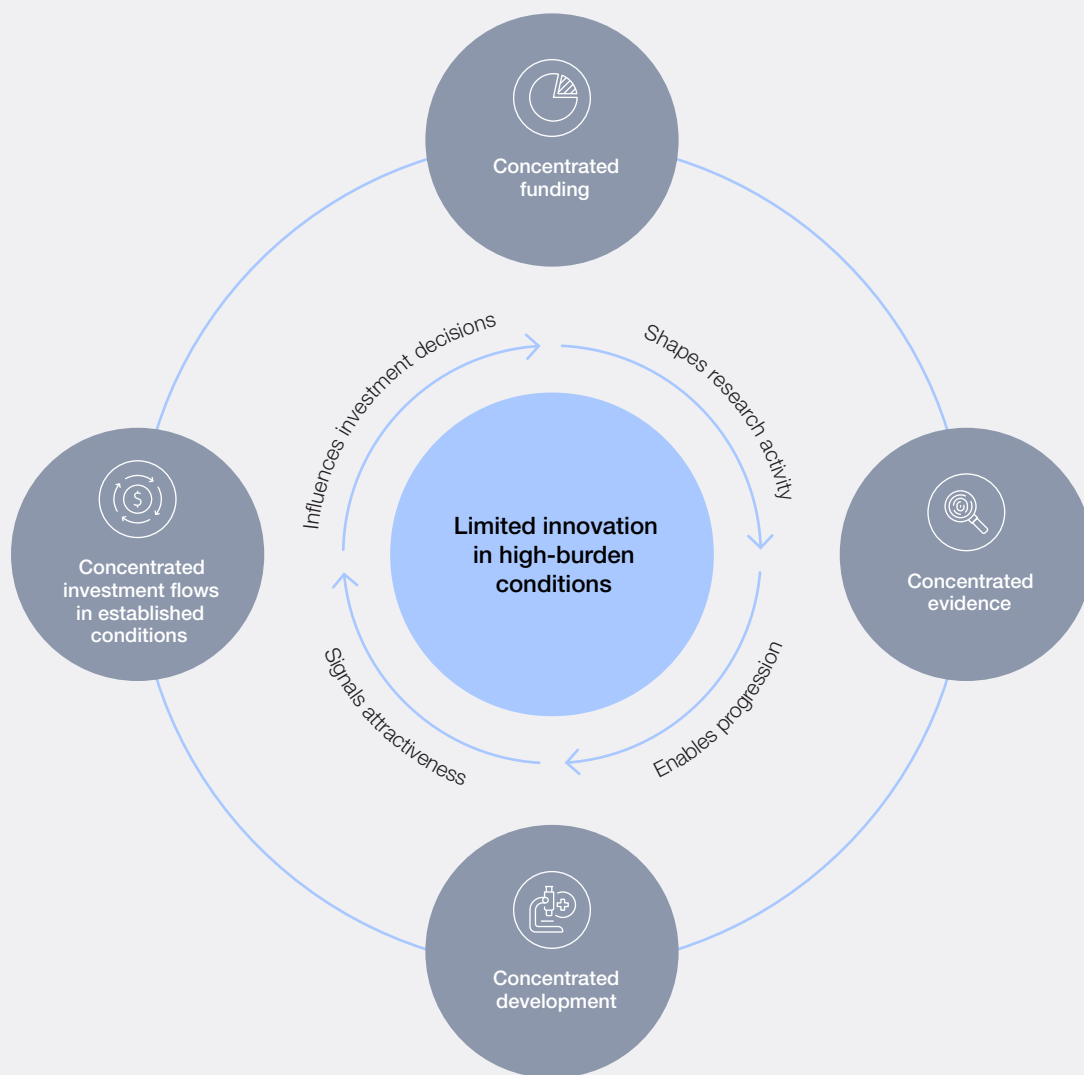 Concentrated
funding
Influences investment decisions
Shapes research activity
$
Concentrated
investment flows
in established
conditions
Limited innovation
in high-burden
conditions
Concentrated
evidence
Signals attractiveness
Enables progression
Concentrated
development